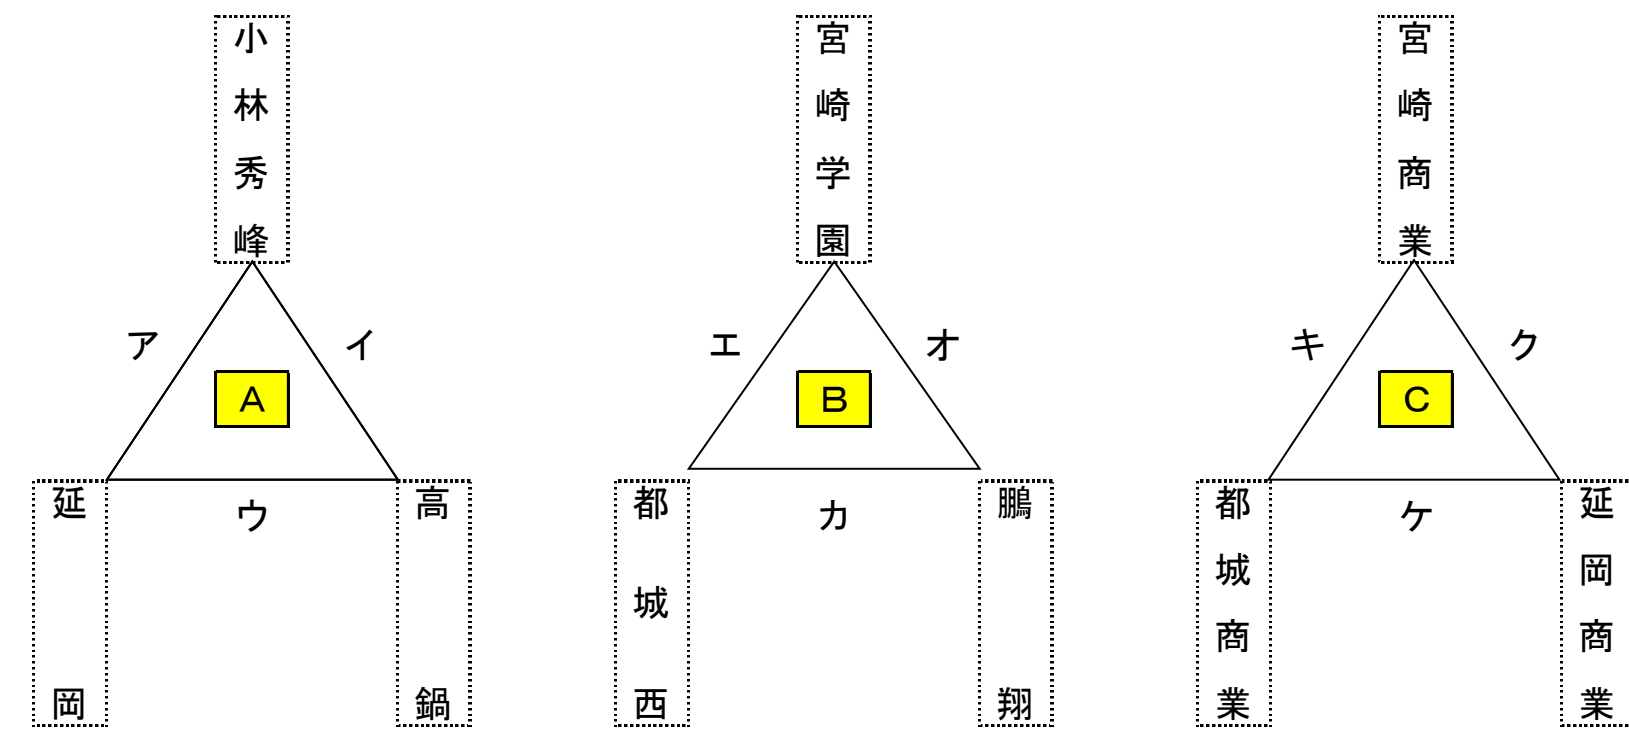 小林秀峰
宮崎学園
宮崎商業
ア
イ
エ
オ
キ
ク
A
B
C
延岡
ウ
高鍋
都城西
カ
鵬翔
都城商業
ケ
延岡商業